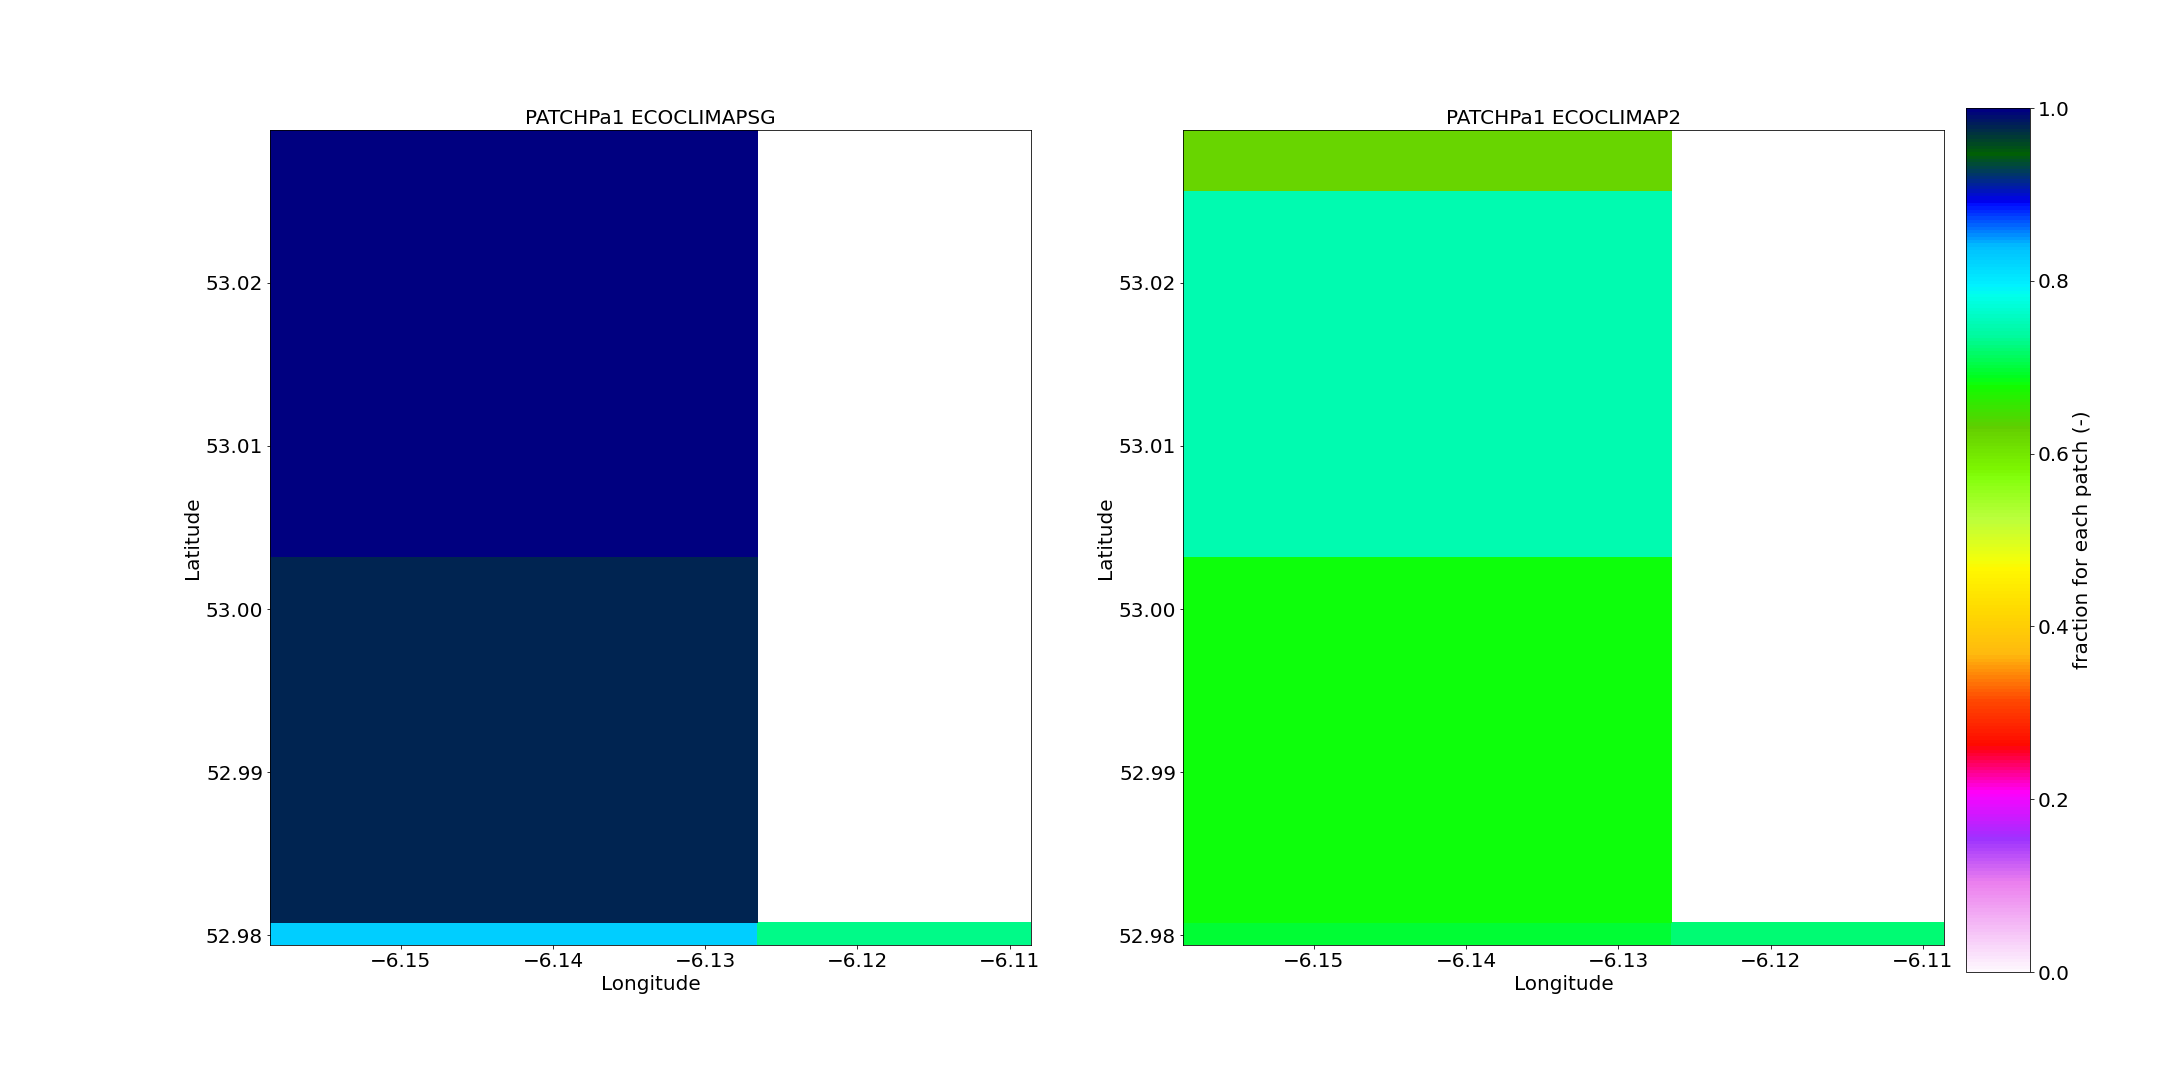 PATCHPa1 ECOCLIMAPSG
53.02
53.01
53.00
52.99
52.98
Latitude
−6.15 −6.14 −6.13 −6.12 −6.11
Longitude
PATCHPa1 ECOCLIMAP2
53.02
53.01
53.00
52.99
52.98
Latitude
−6.15 −6.14 −6.13 −6.12 −6.11
Longitude
1.0
0.8
0.6
0.4
0.2
0.0
fraction for each patch (-)